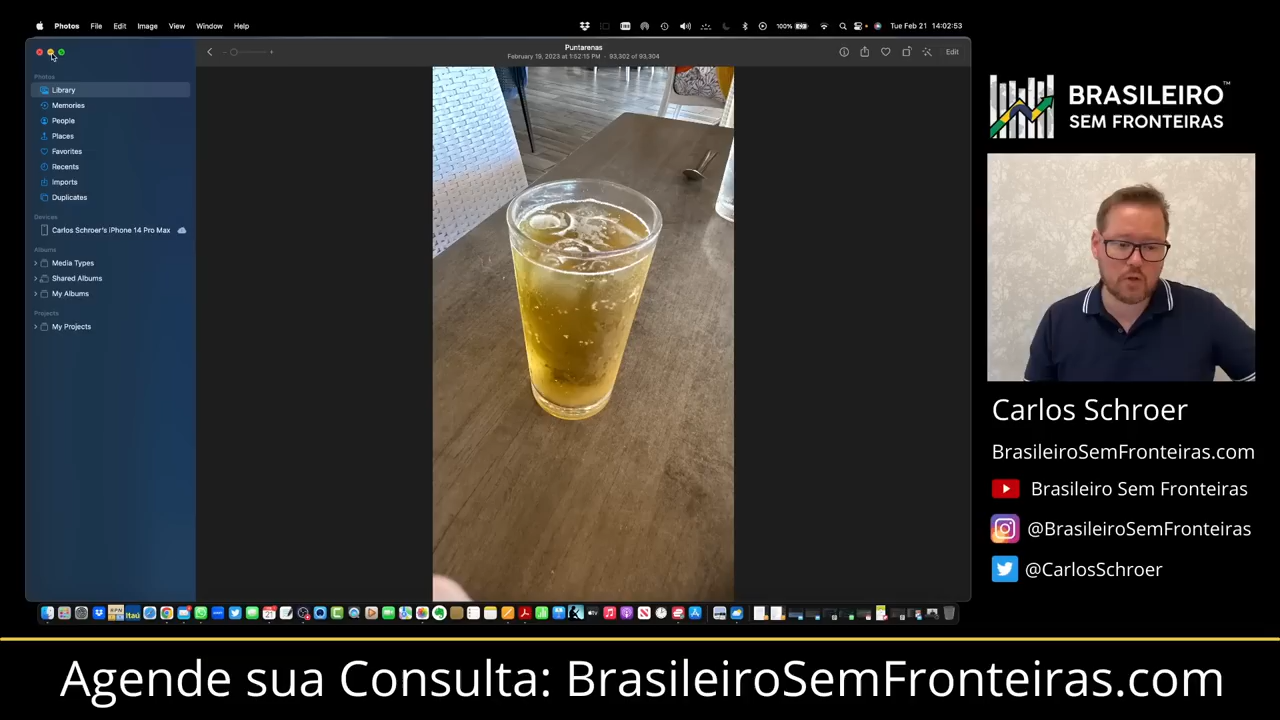 Photos File Edit Image View Window Help
100% Tue Feb 21 14:02:53
Puntarenas
February 19, 2023 at 1:52:15 PM - 93,302 of 93,304
Edit
Photos
Library
Memories
People
Places
Favorites
Recents
Imports
Duplicates
Devices
Carlos Schroer's iPhone 14 Pro Max
Albums
Media Types
Shared Albums
My Albums
Projects
My Projects
BRASILEIRO™
SEM FRONTEIRAS
Carlos Schroer
BrasileiroSemFronteiras.com
Brasileiro Sem Fronteiras
@BrasileiroSemFronteiras
@CarlosSchroer
Itaú
Agende sua Consulta: BrasileiroSemFronteiras.com